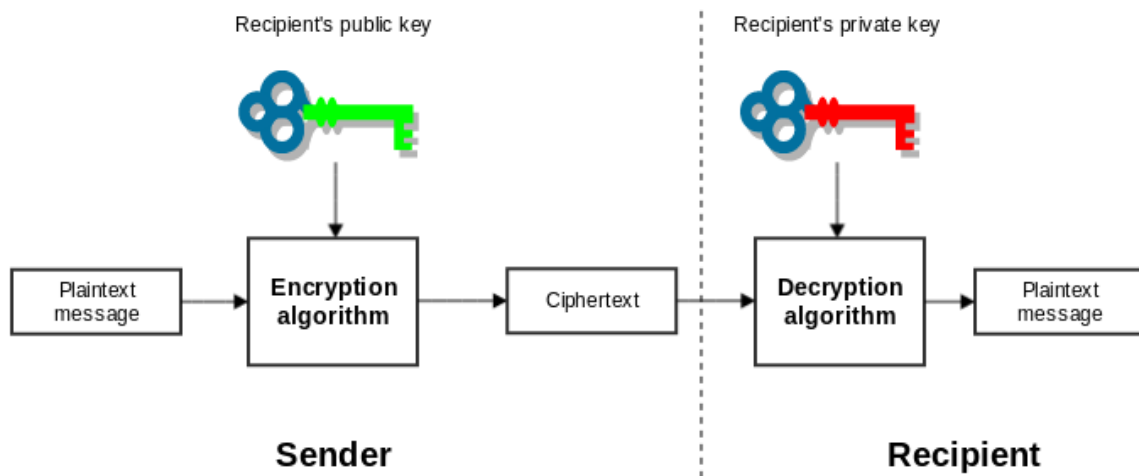 Recipient's public key
Recipient's private key
Plaintext
message
Encryption
algorithm
Ciphertext
Decryption
algorithm
Plaintext
message
Sender
Recipient